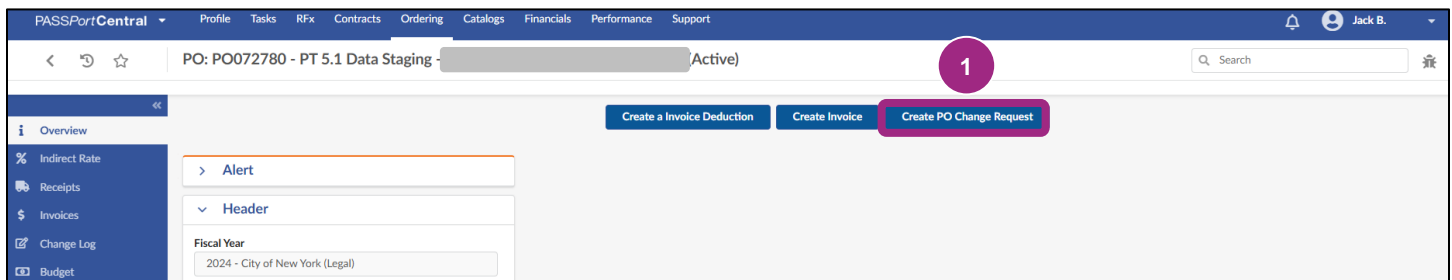 PASSPortCentral Profile Tasks RFx Contracts Ordering Catalogs Financials Performance Support Jack B.
PO: PO072780 - PT 5.1 Data Staging - (Active)
1
Search
Create a Invoice Deduction Create Invoice Create PO Change Request
Overview
Indirect Rate
Receipts
Invoices
Change Log
Budget
Alert
Header
Fiscal Year
2024 - City of New York (Legal)